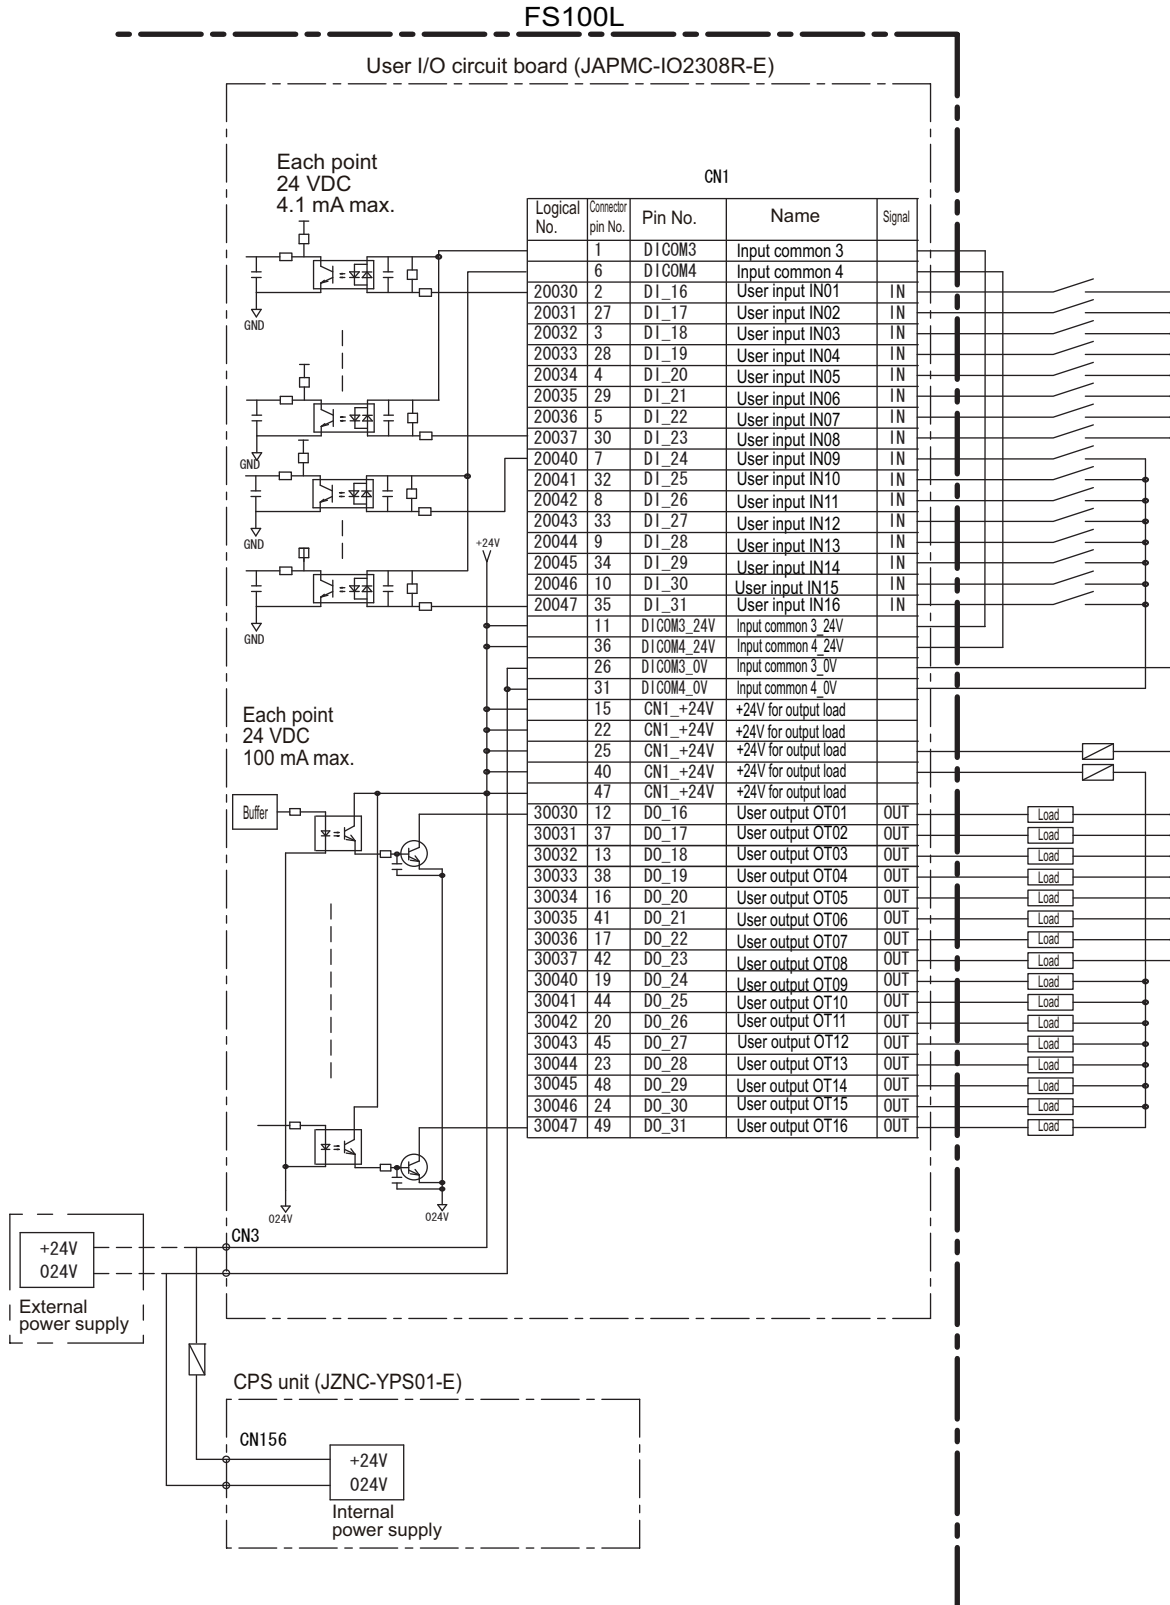 FS100L
User I/O circuit board (JAPMC-IO2308R-E)
Each point
24 VDC
4.1 mA max.
CN1
Logical No. Connector pin No. Pin No. Name Signal
1 DICOM3 Input common 3
6 DICOM4 Input common 4
20030 2 DI_16 User input IN01 IN
20031 27 DI_17 User input IN02 IN
20032 3 DI_18 User input IN03 IN
20033 28 DI_19 User input IN04 IN
20034 4 DI_20 User input IN05 IN
20035 29 DI_21 User input IN06 IN
20036 5 DI_22 User input IN07 IN
20037 30 DI_23 User input IN08 IN
20040 7 DI_24 User input IN09 IN
20041 32 DI_25 User input IN10 IN
20042 8 DI_26 User input IN11 IN
20043 33 DI_27 User input IN12 IN
20044 9 DI_28 User input IN13 IN
20045 34 DI_29 User input IN14 IN
20046 10 DI_30 User input IN15 IN
20047 35 DI_31 User input IN16 IN
11 DICOM3_24V Input common 3_24V
36 DICOM4_24V Input common 4_24V
26 DICOM3_0V Input common 3_0V
31 DICOM4_0V Input common 4_0V
15 CN1_+24V +24V for output load
22 CN1_+24V +24V for output load
25 CN1_+24V +24V for output load
40 CN1_+24V +24V for output load
47 CN1_+24V +24V for output load
30030 12 DO_16 User output OT01 OUT Load
30031 37 DO_17 User output OT02 OUT Load
30032 13 DO_18 User output OT03 OUT Load
30033 38 DO_19 User output OT04 OUT Load
30034 16 DO_20 User output OT05 OUT Load
30035 41 DO_21 User output OT06 OUT Load
30036 17 DO_22 User output OT07 OUT Load
30037 42 DO_23 User output OT08 OUT Load
30040 19 DO_24 User output OT09 OUT Load
30041 44 DO_25 User output OT10 OUT Load
30042 20 DO_26 User output OT11 OUT Load
30043 45 DO_27 User output OT12 OUT Load
30044 23 DO_28 User output OT13 OUT Load
30045 48 DO_29 User output OT14 OUT Load
30046 24 DO_30 User output OT15 OUT Load
30047 49 DO_31 User output OT16 OUT Load
GND
GND
GND
+24V
GND
Each point
24 VDC
100 mA max.
Buffer
024V
024V
CN3
+24V
024V
External
power supply
CPS unit (JZNC-YPS01-E)
CN156
+24V
024V
Internal
power supply